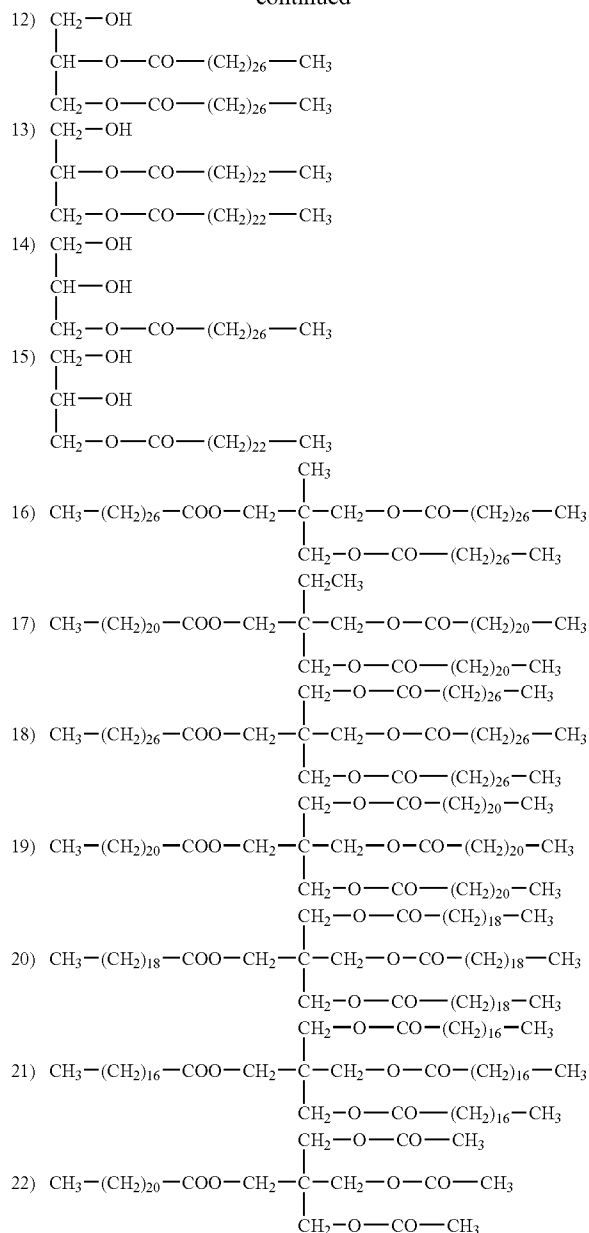 continued
12) CH₂—OH
CH—O—CO—(CH₂)₂₆—CH₃
CH₂—O—CO—(CH₂)₂₆—CH₃
13) CH₂—OH
CH—O—CO—(CH₂)₂₂—CH₃
CH₂—O—CO—(CH₂)₂₂—CH₃
14) CH₂—OH
CH—OH
CH₂—O—CO—(CH₂)₂₆—CH₃
15) CH₂—OH
CH—OH
CH₂—O—CO—(CH₂)₂₂—CH₃
CH₃
16) CH₃—(CH₂)₂₆—COO—CH₂—C—CH₂—O—CO—(CH₂)₂₆—CH₃
CH₂—O—CO—(CH₂)₂₆—CH₃
CH₂CH₃
17) CH₃—(CH₂)₂₀—COO—CH₂—C—CH₂—O—CO—(CH₂)₂₀—CH₃
CH₂—O—CO—(CH₂)₂₀—CH₃
CH₂—O—CO—(CH₂)₂₆—CH₃
18) CH₃—(CH₂)₂₆—COO—CH₂—C—CH₂—O—CO—(CH₂)₂₆—CH₃
CH₂—O—CO—(CH₂)₂₆—CH₃
CH₂—O—CO—(CH₂)₂₀—CH₃
19) CH₃—(CH₂)₂₀—COO—CH₂—C—CH₂—O—CO—(CH₂)₂₀—CH₃
CH₂—O—CO—(CH₂)₂₀—CH₃
CH₂—O—CO—(CH₂)₁₈—CH₃
20) CH₃—(CH₂)₁₈—COO—CH₂—C—CH₂—O—CO—(CH₂)₁₈—CH₃
CH₂—O—CO—(CH₂)₁₈—CH₃
CH₂—O—CO—(CH₂)₁₆—CH₃
21) CH₃—(CH₂)₁₆—COO—CH₂—C—CH₂—O—CO—(CH₂)₁₆—CH₃
CH₂—O—CO—(CH₂)₁₆—CH₃
CH₂—O—CO—CH₃
22) CH₃—(CH₂)₂₀—COO—CH₂—C—CH₂—O—CO—CH₃
CH₂—O—CO—CH₃